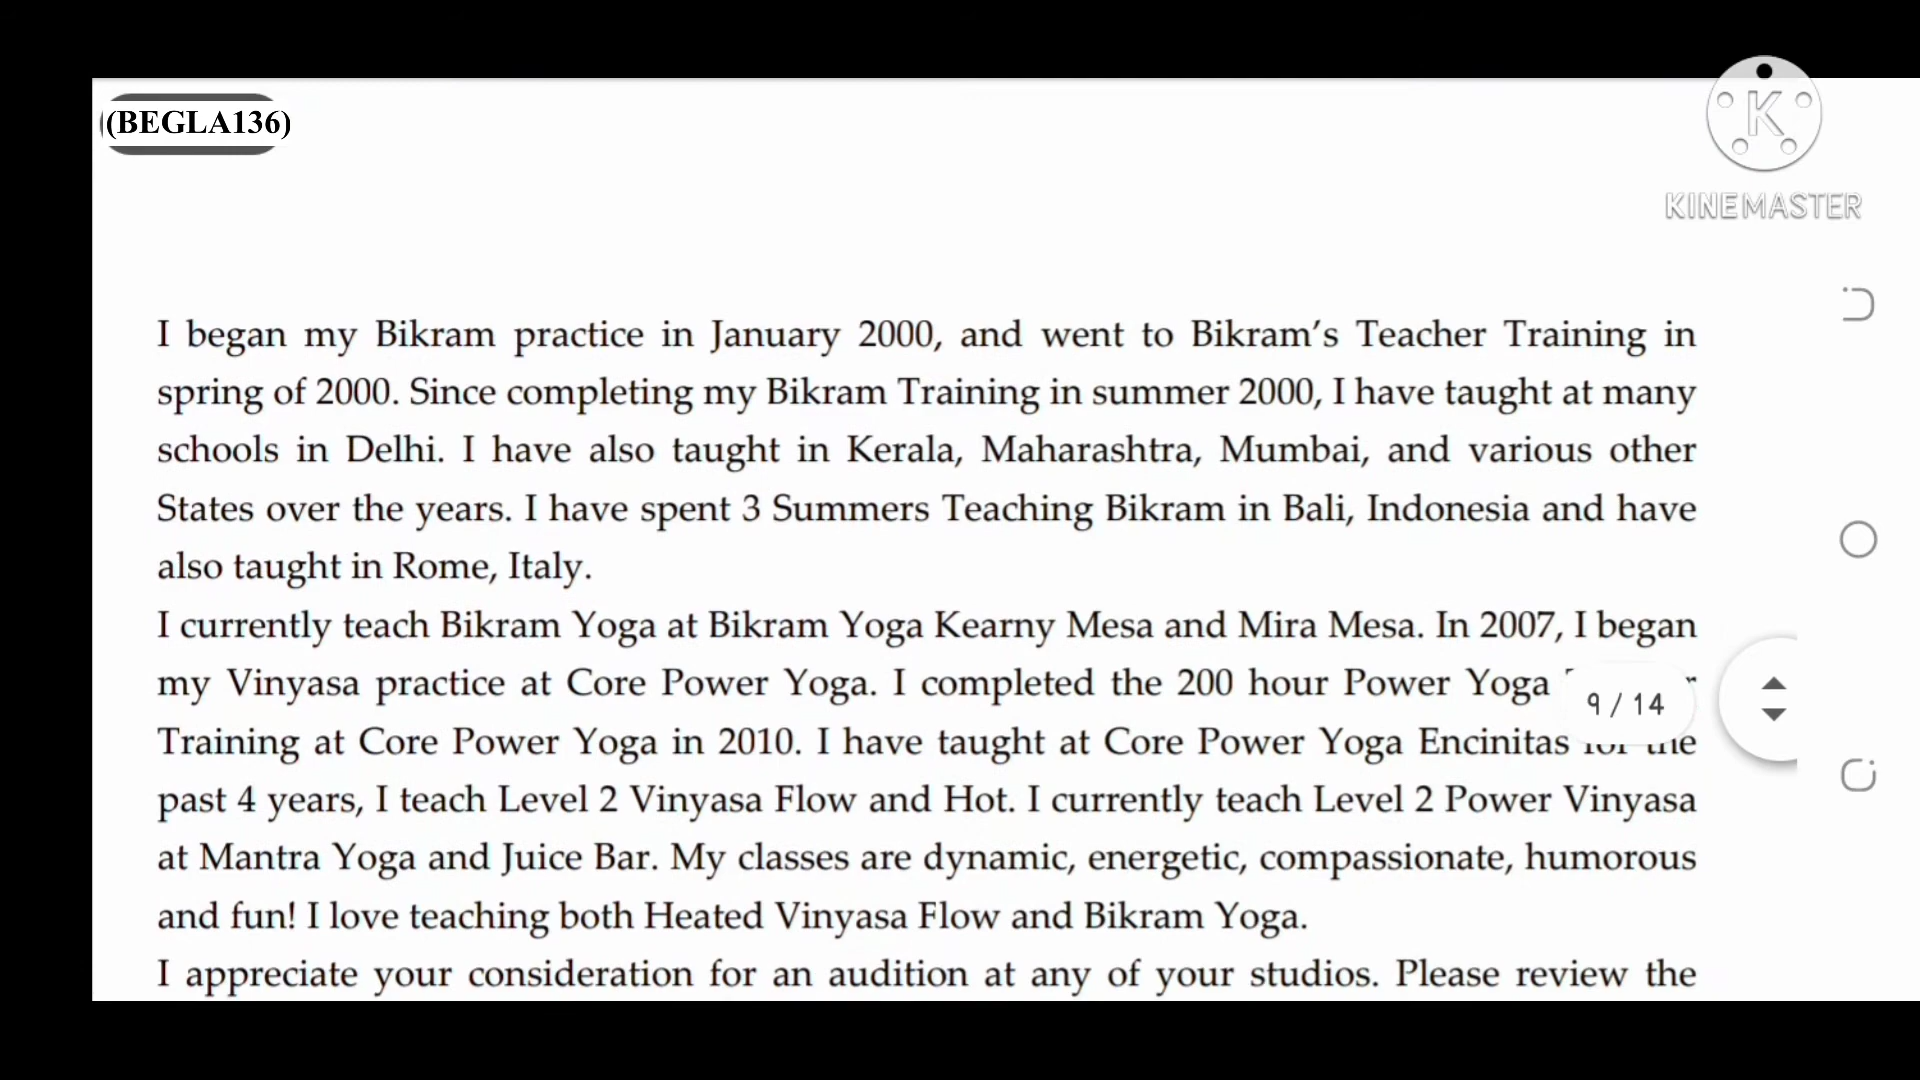 (BEGLA136)
KINEMASTER
I began my Bikram practice in January 2000, and went to Bikram's Teacher Training in
spring of 2000. Since completing my Bikram Training in summer 2000, I have taught at many
schools in Delhi. I have also taught in Kerala, Maharashtra, Mumbai, and various other
States over the years. I have spent 3 Summers Teaching Bikram in Bali, Indonesia and have
also taught in Rome, Italy.
I currently teach Bikram Yoga at Bikram Yoga Kearny Mesa and Mira Mesa. In 2007, I began
my Vinyasa practice at Core Power Yoga. I completed the 200 hour Power Yoga
9 / 14
Training at Core Power Yoga in 2010. I have taught at Core Power Yoga Encinitas for the
past 4 years, I teach Level 2 Vinyasa Flow and Hot. I currently teach Level 2 Power Vinyasa
at Mantra Yoga and Juice Bar. My classes are dynamic, energetic, compassionate, humorous
and fun! I love teaching both Heated Vinyasa Flow and Bikram Yoga.
I appreciate your consideration for an audition at any of your studios. Please review the